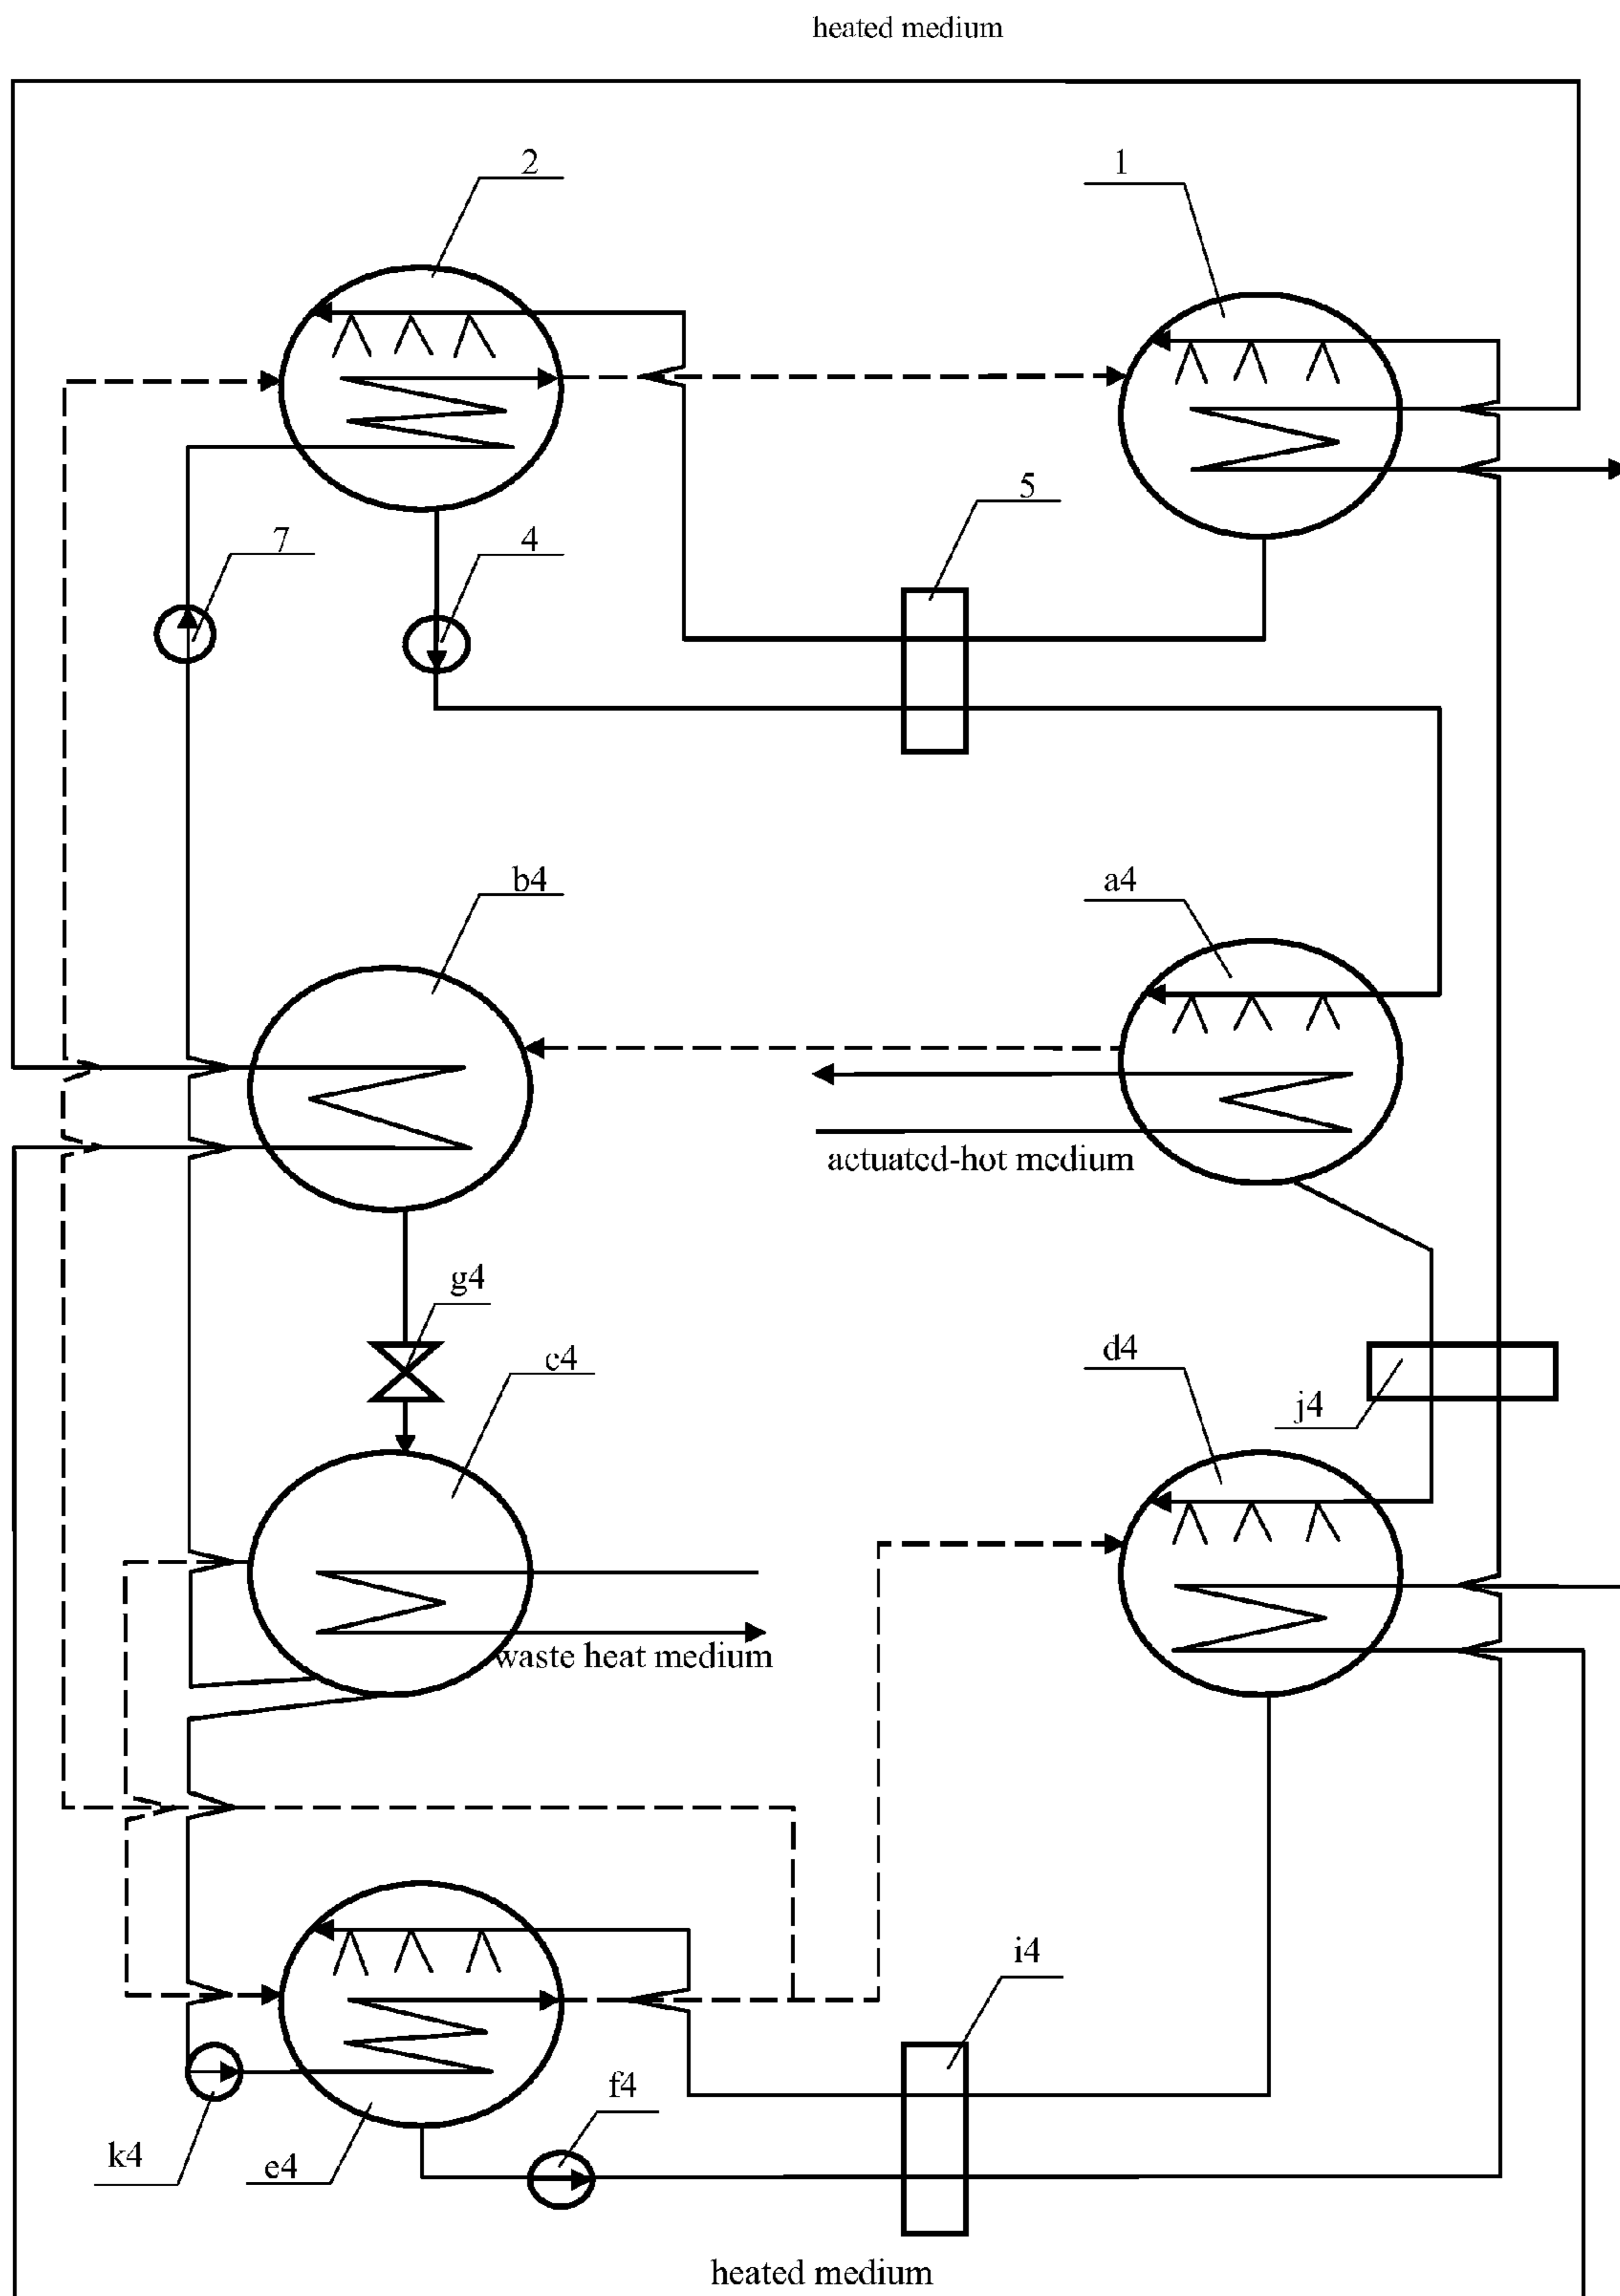 heated medium
2
1
5
7
4
b4
a4
actuated-hot medium
g4
c4
d4
j4
waste heat medium
i4
f4
k4
e4
heated medium